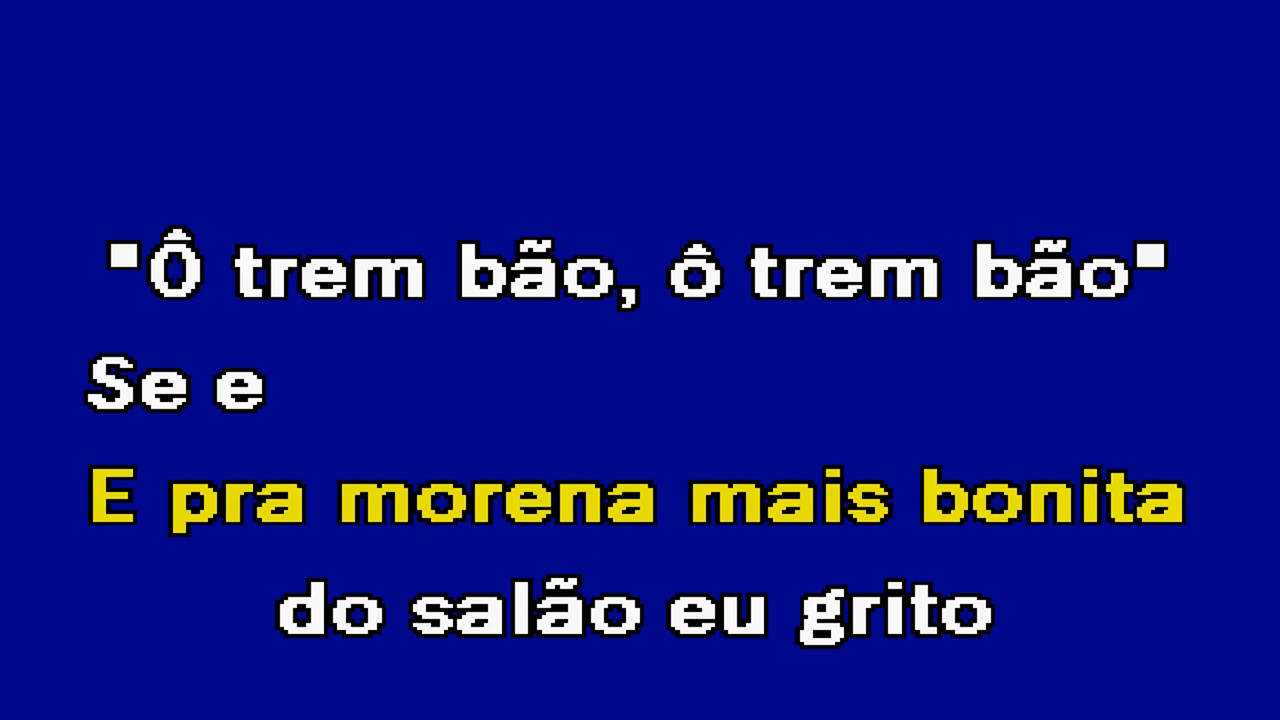 "Ô trem bão, ô trem bão"
Se e
E pra morena mais bonita
do salão eu grito